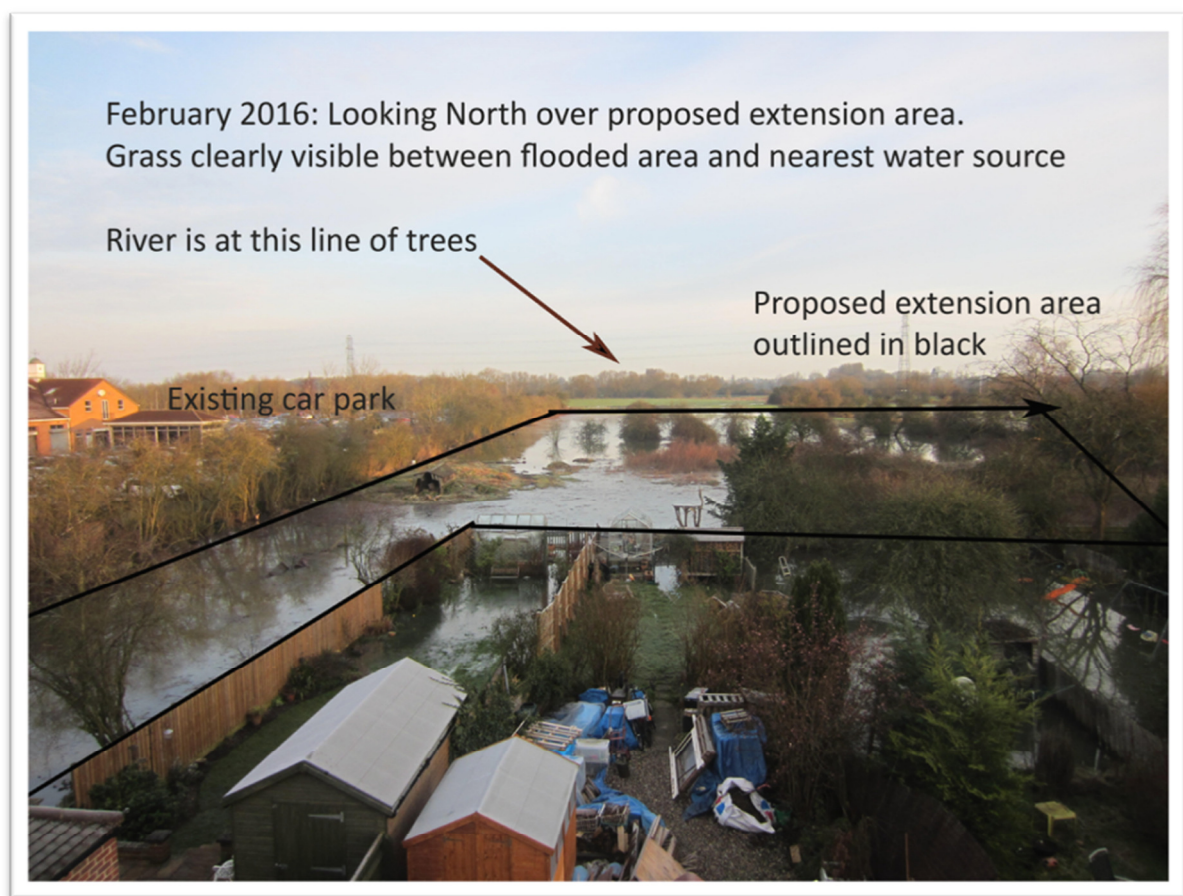 February 2016: Looking North over proposed extension area.
Grass clearly visible between flooded area and nearest water source
River is at this line of trees
Proposed extension area
outlined in black
Existing car park